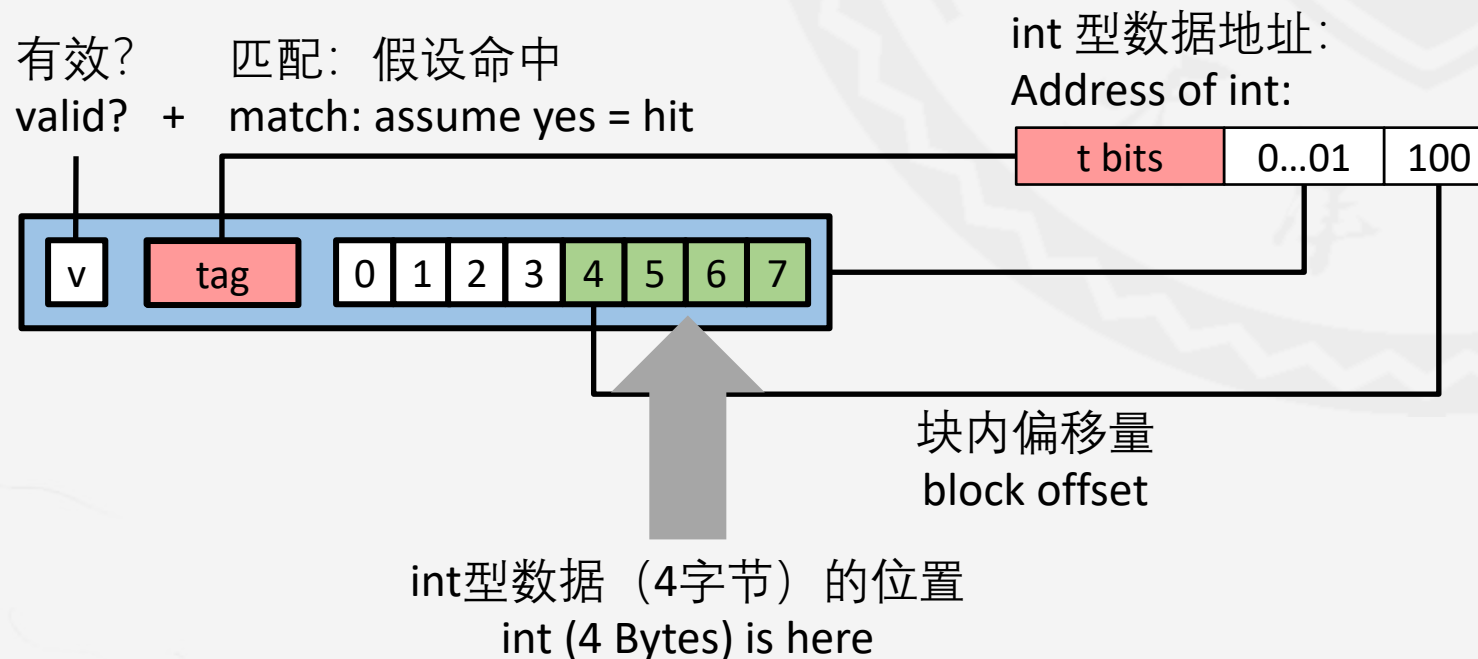 有效?
valid? +
匹配：假设命中
match: assume yes = hit
int 型数据地址：
Address of int:
t bits 0…01 100
v tag 0 1 2 3 4 5 6 7
块内偏移量
block offset
int型数据（4字节）的位置
int (4 Bytes) is here